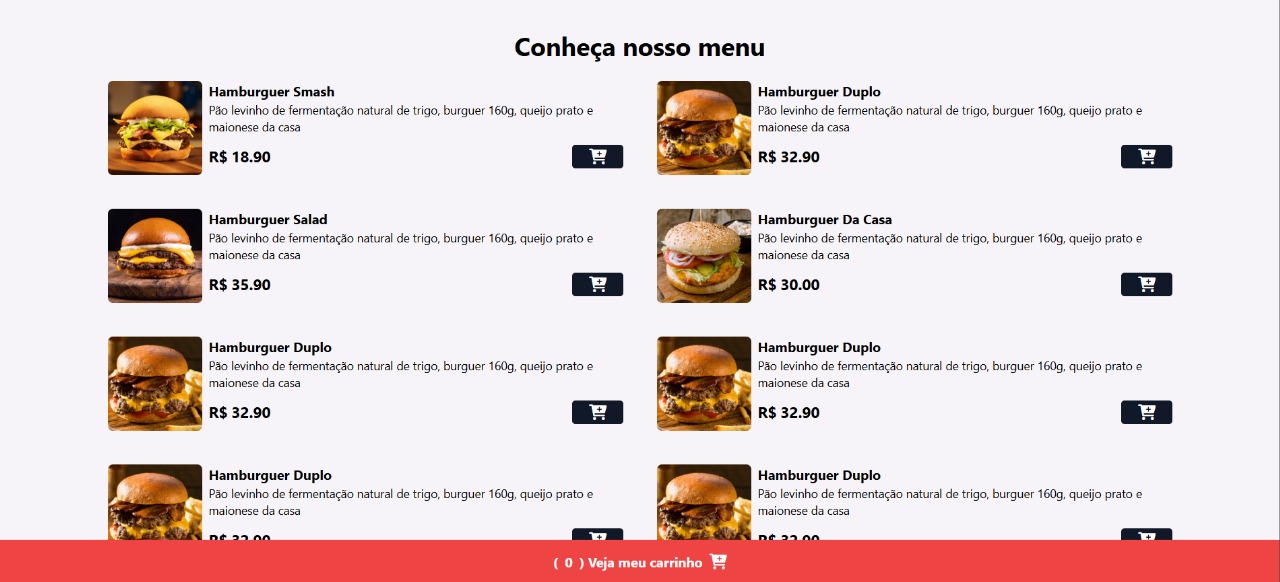 Conheça nosso menu
Hamburguer Smash
Pão levinho de fermentação natural de trigo, burguer 160g, queijo prato e
maionese da casa
R$ 18.90
Hamburguer Duplo
Pão levinho de fermentação natural de trigo, burguer 160g, queijo prato e
maionese da casa
R$ 32.90
Hamburguer Salad
Pão levinho de fermentação natural de trigo, burguer 160g, queijo prato e
maionese da casa
R$ 35.90
Hamburguer Da Casa
Pão levinho de fermentação natural de trigo, burguer 160g, queijo prato e
maionese da casa
R$ 30.00
Hamburguer Duplo
Pão levinho de fermentação natural de trigo, burguer 160g, queijo prato e
maionese da casa
R$ 32.90
Hamburguer Duplo
Pão levinho de fermentação natural de trigo, burguer 160g, queijo prato e
maionese da casa
R$ 32.90
Hamburguer Duplo
Pão levinho de fermentação natural de trigo, burguer 160g, queijo prato e
maionese da casa
Hamburguer Duplo
Pão levinho de fermentação natural de trigo, burguer 160g, queijo prato e
maionese da casa
( 0 ) Veja meu carrinho